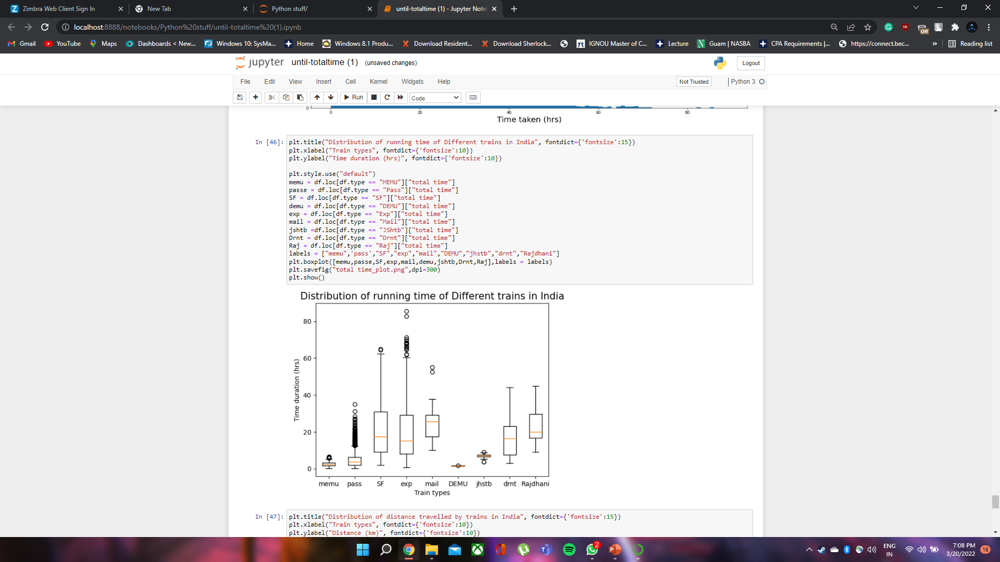 Zimbra Web Client Sign In
New Tab
Python stuff/
until-totaltime (1) - Jupyter Note
localhost:8888/notebooks/Python%20stuff/until-totaltime%20(1).ipynb
Off
Gmail
YouTube
Maps
Dashboards < New...
Windows 10: SysMa...
Home
Windows 8.1 Produ...
Download Resident...
Download Sherlock...
IGNOU Master of C...
Lecture
Guam | NASBA
CPA Requirements |...
https://connect.bec...
»
Reading list
jupyter until-totaltime (1) (unsaved changes)
Logout
File Edit View Insert Cell Kernel Widgets Help
Not Trusted
Python 3
Run
Code
0
0 20 40 60 80
Time taken (hrs)
In [46]:
plt.title("Distribution of running time of Different trains in India", fontdict={'fontsize':15})
plt.xlabel("Train types", fontdict={'fontsize':10})
plt.ylabel("Time duration (hrs)", fontdict={'fontsize':10})
plt.style.use("default")
memu = df.loc[df.type == "MEMU"]["total time"]
passe = df.loc[df.type == "Pass"]["total time"]
SF = df.loc[df.type == "SF"]["total time"]
demu = df.loc[df.type == "DEMU"]["total time"]
exp = df.loc[df.type == "Exp"]["total time"]
mail = df.loc[df.type == "Mail"]["total time"]
jshtb =df.loc[df.type == "JShtb"]["total time"]
Drnt = df.loc[df.type == "Drnt"]["total time"]
Raj = df.loc[df.type == "Raj"]["total time"]
labels = ["memu",'pass',"SF","exp","mail","DEMU","jhstb","drnt","Rajdhani"]
plt.boxplot([memu,passe,SF,exp,mail,demu,jshtb,Drnt,Raj],labels = labels)
plt.savefig("total time_plot.png",dpi=300)
plt.show()
Distribution of running time of Different trains in India
80
60
40
20
0
Time duration (hrs)
memu pass SF exp mail DEMU jhstb drnt Rajdhani
Train types
In [47]:
plt.title("Distribution of distance travelled by trains in India", fontdict={'fontsize':15})
plt.xlabel("Train types", fontdict={'fontsize':10})
plt.ylabel("Distance (km)", fontdict={'fontsize':10})
2
ENG
IN
7:08 PM
3/20/2022
16